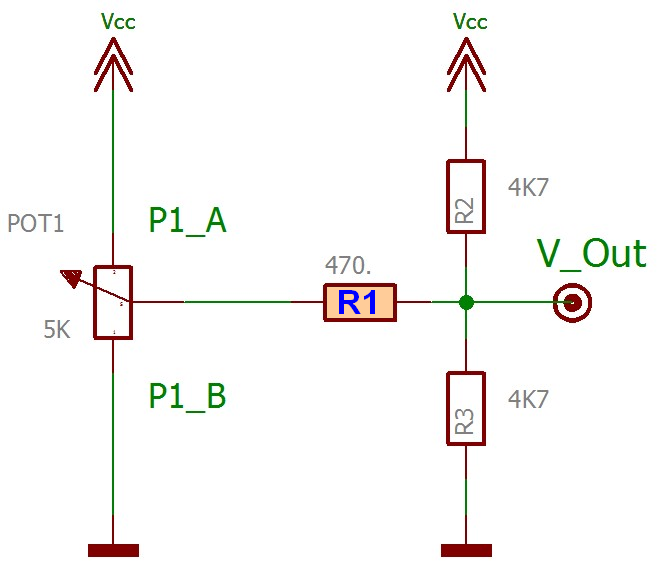 Vcc
Vcc
POT1
P1_A
5K
P1_B
470.
R1
R2
4K7
V_Out
R3
4K7